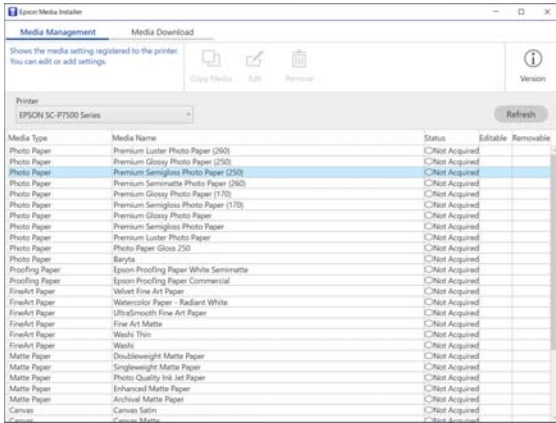 Epson Media Installer
Media Management Media Download
Shows the media setting registered to the printer.
You can edit or add settings.
Copy Media Edit Remove Version
Printer
EPSON SC-P7500 Series Refresh
Media Type Media Name Status Editable Removable
Photo Paper Premium Luster Photo Paper (260) Not Acquired
Photo Paper Premium Glossy Photo Paper (250) Not Acquired
Photo Paper Premium Semigloss Photo Paper (250) Not Acquired
Photo Paper Premium Semimatte Photo Paper (260) Not Acquired
Photo Paper Premium Glossy Photo Paper (170) Not Acquired
Photo Paper Premium Semigloss Photo Paper (170) Not Acquired
Photo Paper Premium Glossy Photo Paper Not Acquired
Photo Paper Premium Semigloss Photo Paper Not Acquired
Photo Paper Premium Luster Photo Paper Not Acquired
Photo Paper Photo Paper Gloss 250 Not Acquired
Photo Paper Baryta Not Acquired
Proofing Paper Epson Proofing Paper White Semimatte Not Acquired
Proofing Paper Epson Proofing Paper Commercial Not Acquired
FineArt Paper Velvet Fine Art Paper Not Acquired
FineArt Paper Watercolor Paper - Radiant White Not Acquired
FineArt Paper UltraSmooth Fine Art Paper Not Acquired
FineArt Paper Fine Art Matte Not Acquired
FineArt Paper Washi Thin Not Acquired
FineArt Paper Washi Not Acquired
Matte Paper Doubleweight Matte Paper Not Acquired
Matte Paper Singleweight Matte Paper Not Acquired
Matte Paper Photo Quality Ink Jet Paper Not Acquired
Matte Paper Enhanced Matte Paper Not Acquired
Matte Paper Archival Matte Paper Not Acquired
Canvas Canvas Satin Not Acquired
Canvas Canvas Matte Not Acquired